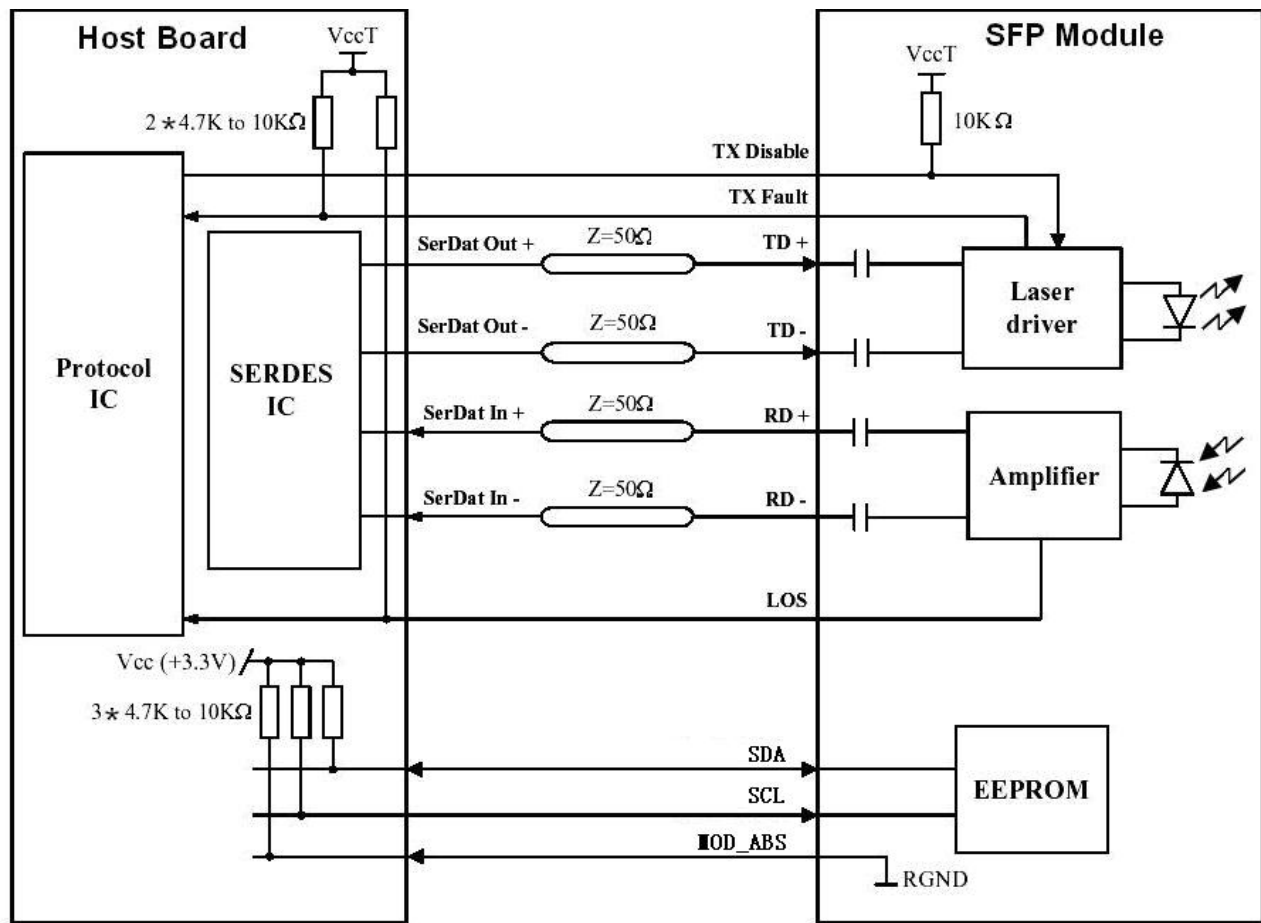 Host Board
SFP Module
VccT
VccT
2*4.7K to 10KΩ
10KΩ
TX Disable
TX Fault
SerDat Out +
Z=50Ω
TD +
SerDat Out -
Z=50Ω
TD -
Laser
driver
Protocol
IC
SERDES
IC
SerDat In +
Z=50Ω
RD +
SerDat In -
Z=50Ω
RD -
Amplifier
LOS
Vcc (+3.3V)
3*4.7K to 10KΩ
SDA
SCL
MOD_ABS
EEPROM
RGND